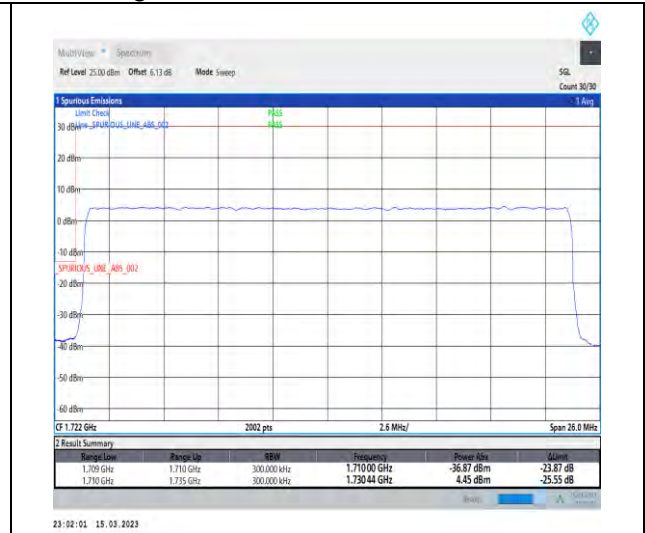 MultiView Spectrum
Ref Level 25.00 dBm Offset 6.13 dB Mode Sweep SGL
Count 30/30
1 Spurious Emissions 1 Avg
Limit Check PASS
30 dBm Line _SPURIOUS_LINE_ABS_002 PASS
20 dBm
10 dBm
0 dBm
-10 dBm
_SPURIOUS_LINE_ABS_002
-20 dBm
-30 dBm
-40 dBm
-50 dBm
-60 dBm
CF 1.722 GHz 2002 pts 2.6 MHz/ Span 26.0 MHz
2 Result Summary
Range Low Range Up RBW Frequency Power Abs ΔLimit
1.709 GHz 1.710 GHz 300.000 kHz 1.71000 GHz -36.87 dBm -23.87 dB
1.710 GHz 1.735 GHz 300.000 kHz 1.73044 GHz 4.45 dBm -25.55 dB
23:02:01 15.03.2023